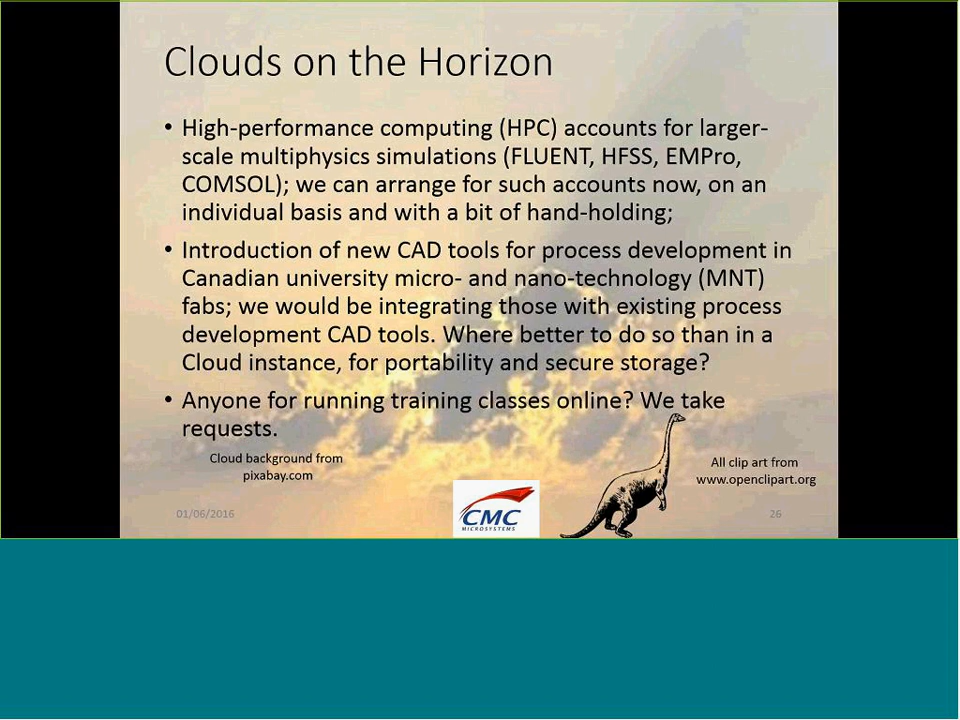 Clouds on the Horizon
• High-performance computing (HPC) accounts for larger-
scale multiphysics simulations (FLUENT, HFSS, EMPro,
COMSOL); we can arrange for such accounts now, on an
individual basis and with a bit of hand-holding;
• Introduction of new CAD tools for process development in
Canadian university micro- and nano-technology (MNT)
fabs; we would be integrating those with existing process
development CAD tools. Where better to do so than in a
Cloud instance, for portability and secure storage?
• Anyone for running training classes online? We take
requests.
Cloud background from
pixabay.com
All clip art from
www.openclipart.org
01/06/2016
CMC
MICROSYSTEMS
26